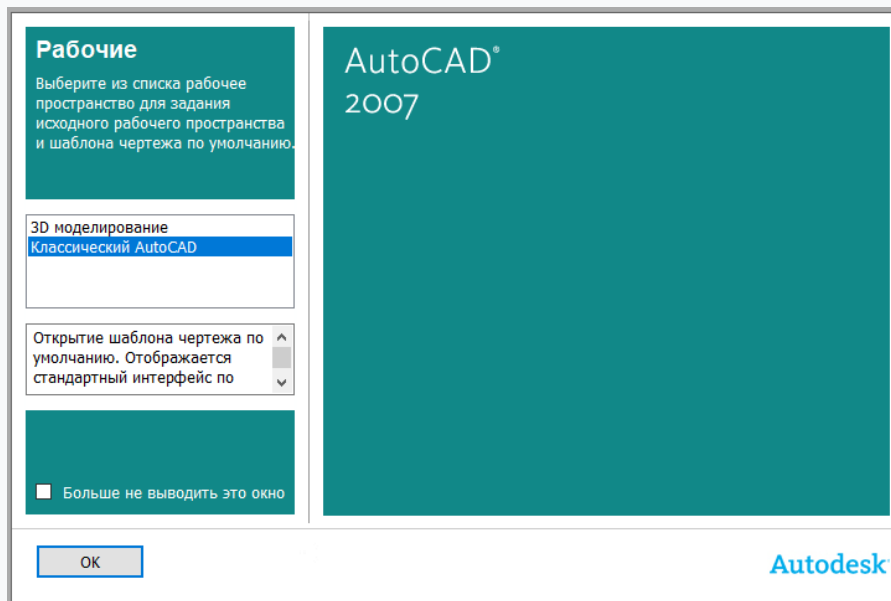 Рабочие
Выберите из списка рабочее
пространство для задания
исходного рабочего пространства
и шаблона чертежа по умолчанию.
3D моделирование
Классический AutoCAD
Открытие шаблона чертежа по
умолчанию. Отображается
стандартный интерфейс по
Больше не выводить это окно
OK
AutoCAD®
2007
Autodesk